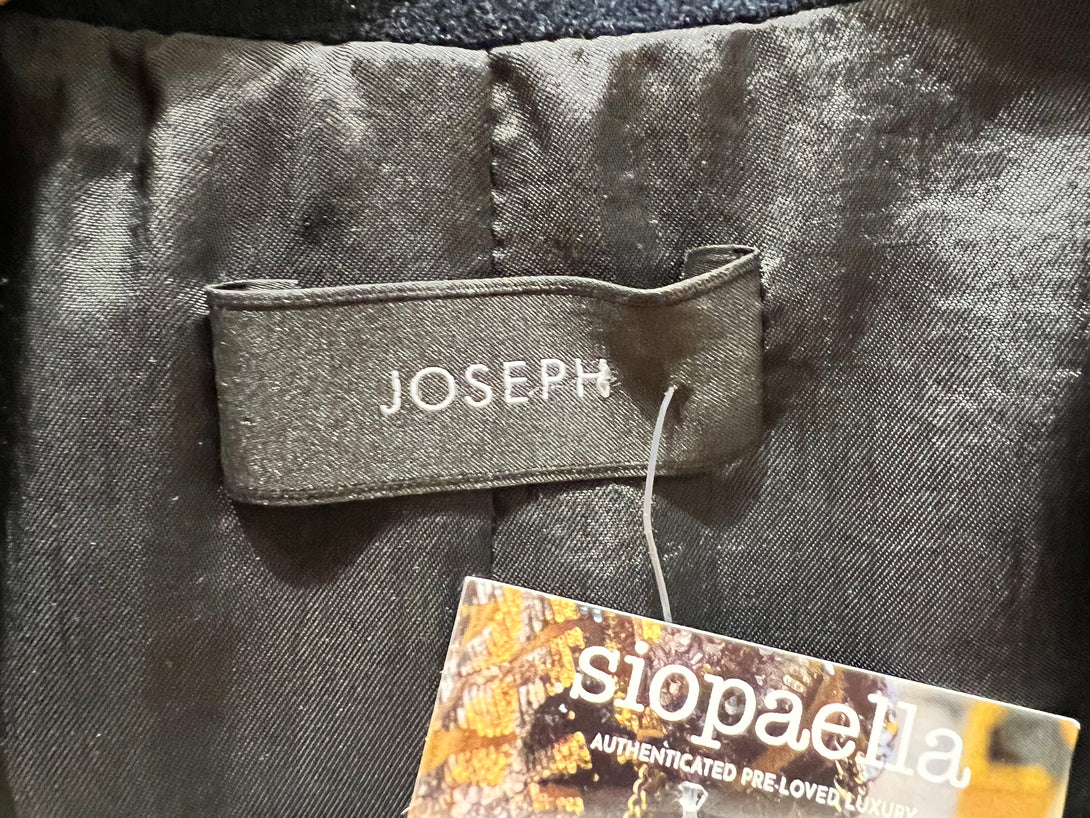 JOSEPH
siopaella
AUTHENTICATED PRE-LOVED LUXURY